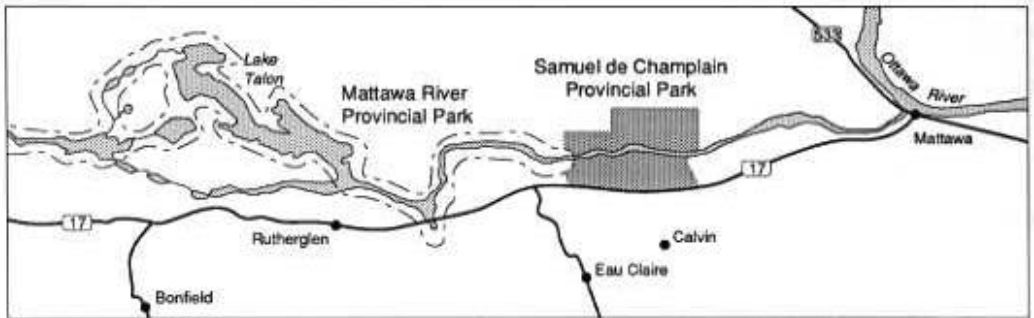 533
Ottawa
River
Lake
Talon
Samuel de Champlain
Provincial Park
Mattawa River
Provincial Park
Mattawa
17
17
Rutherglen
Calvin
Eau Claire
Bonfield